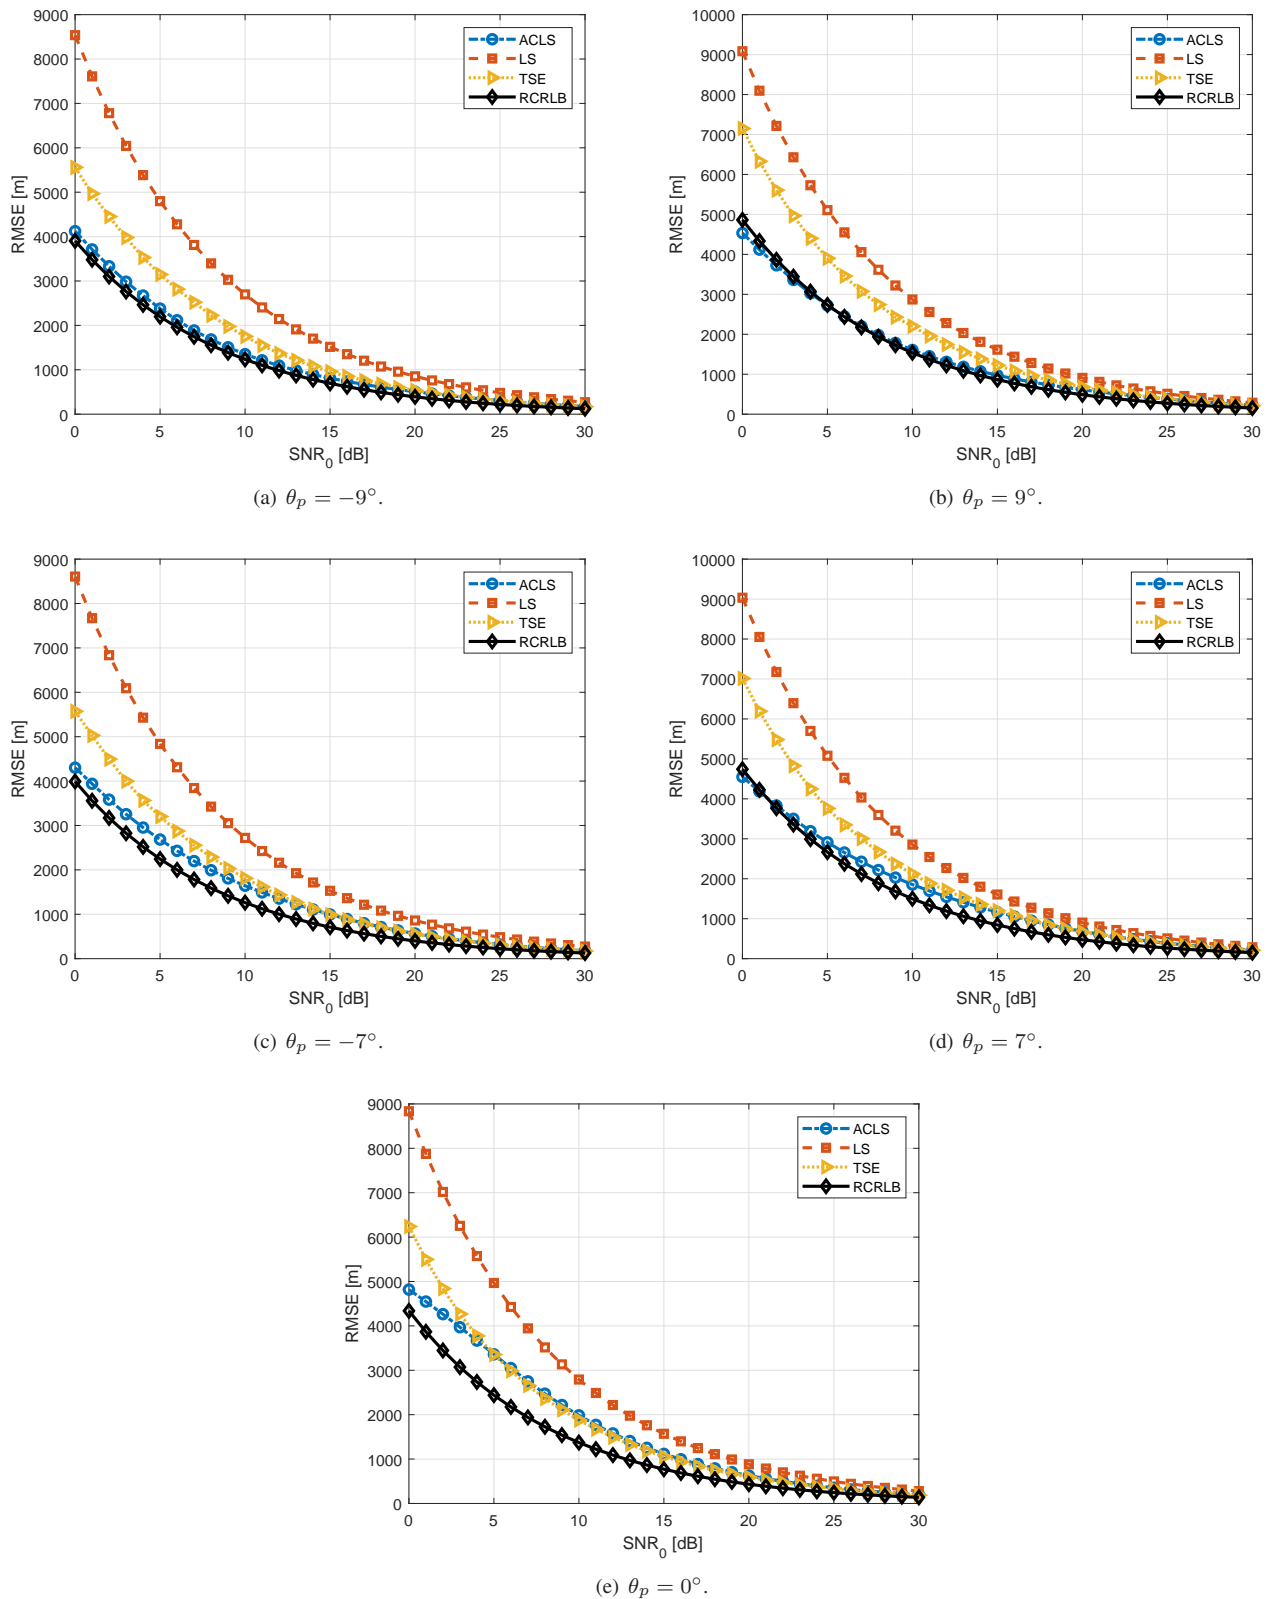 9000
8000
7000
6000
5000
4000
3000
2000
1000
0
RMSE [m]
0 5 10 15 20 25 30
SNR0 [dB]
ACLS
LS
TSE
RCRLB
(a) θp = −9°.
10000
9000
8000
7000
6000
5000
4000
3000
2000
1000
0
RMSE [m]
0 5 10 15 20 25 30
SNR0 [dB]
ACLS
LS
TSE
RCRLB
(b) θp = 9°.
9000
8000
7000
6000
5000
4000
3000
2000
1000
0
RMSE [m]
0 5 10 15 20 25 30
SNR0 [dB]
ACLS
LS
TSE
RCRLB
(c) θp = −7°.
10000
9000
8000
7000
6000
5000
4000
3000
2000
1000
0
RMSE [m]
0 5 10 15 20 25 30
SNR0 [dB]
ACLS
LS
TSE
RCRLB
(d) θp = 7°.
9000
8000
7000
6000
5000
4000
3000
2000
1000
0
RMSE [m]
0 5 10 15 20 25 30
SNR0 [dB]
ACLS
LS
TSE
RCRLB
(e) θp = 0°.